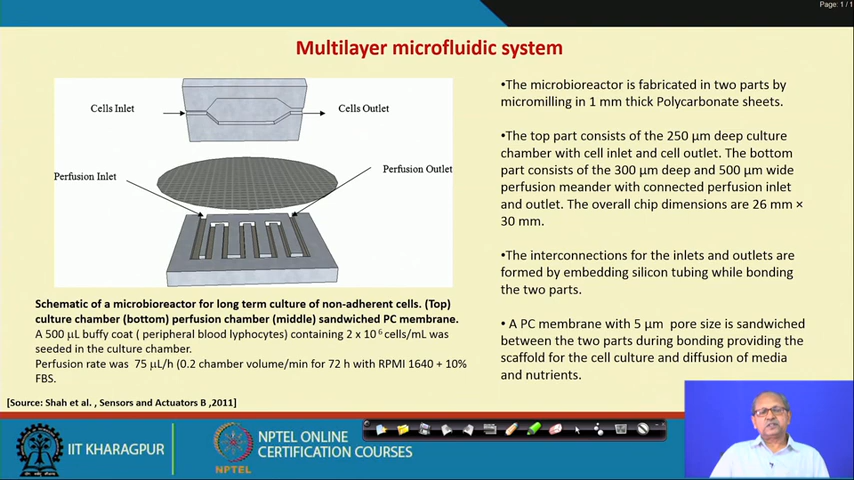 Page: 1 / 1
Multilayer microfluidic system
Cells Inlet
Cells Outlet
Perfusion Inlet
Perfusion Outlet
Schematic of a microbioreactor for long term culture of non-adherent cells. (Top)
culture chamber (bottom) perfusion chamber (middle) sandwiched PC membrane.
A 500 µL buffy coat ( peripheral blood lyphocytes) containing 2 x 10⁶ cells/mL was
seeded in the culture chamber.
Perfusion rate was 75 µL/h (0.2 chamber volume/min for 72 h with RPMI 1640 + 10%
FBS.
[Source: Shah et al. , Sensors and Actuators B ,2011]
•The microbioreactor is fabricated in two parts by
micromilling in 1 mm thick Polycarbonate sheets.
•The top part consists of the 250 µm deep culture
chamber with cell inlet and cell outlet. The bottom
part consists of the 300 µm deep and 500 µm wide
perfusion meander with connected perfusion inlet
and outlet. The overall chip dimensions are 26 mm ×
30 mm.
•The interconnections for the inlets and outlets are
formed by embedding silicon tubing while bonding
the two parts.
• A PC membrane with 5 µm pore size is sandwiched
between the two parts during bonding providing the
scaffold for the cell culture and diffusion of media
and nutrients.
IIT KHARAGPUR
NPTEL
NPTEL ONLINE
CERTIFICATION COURSES